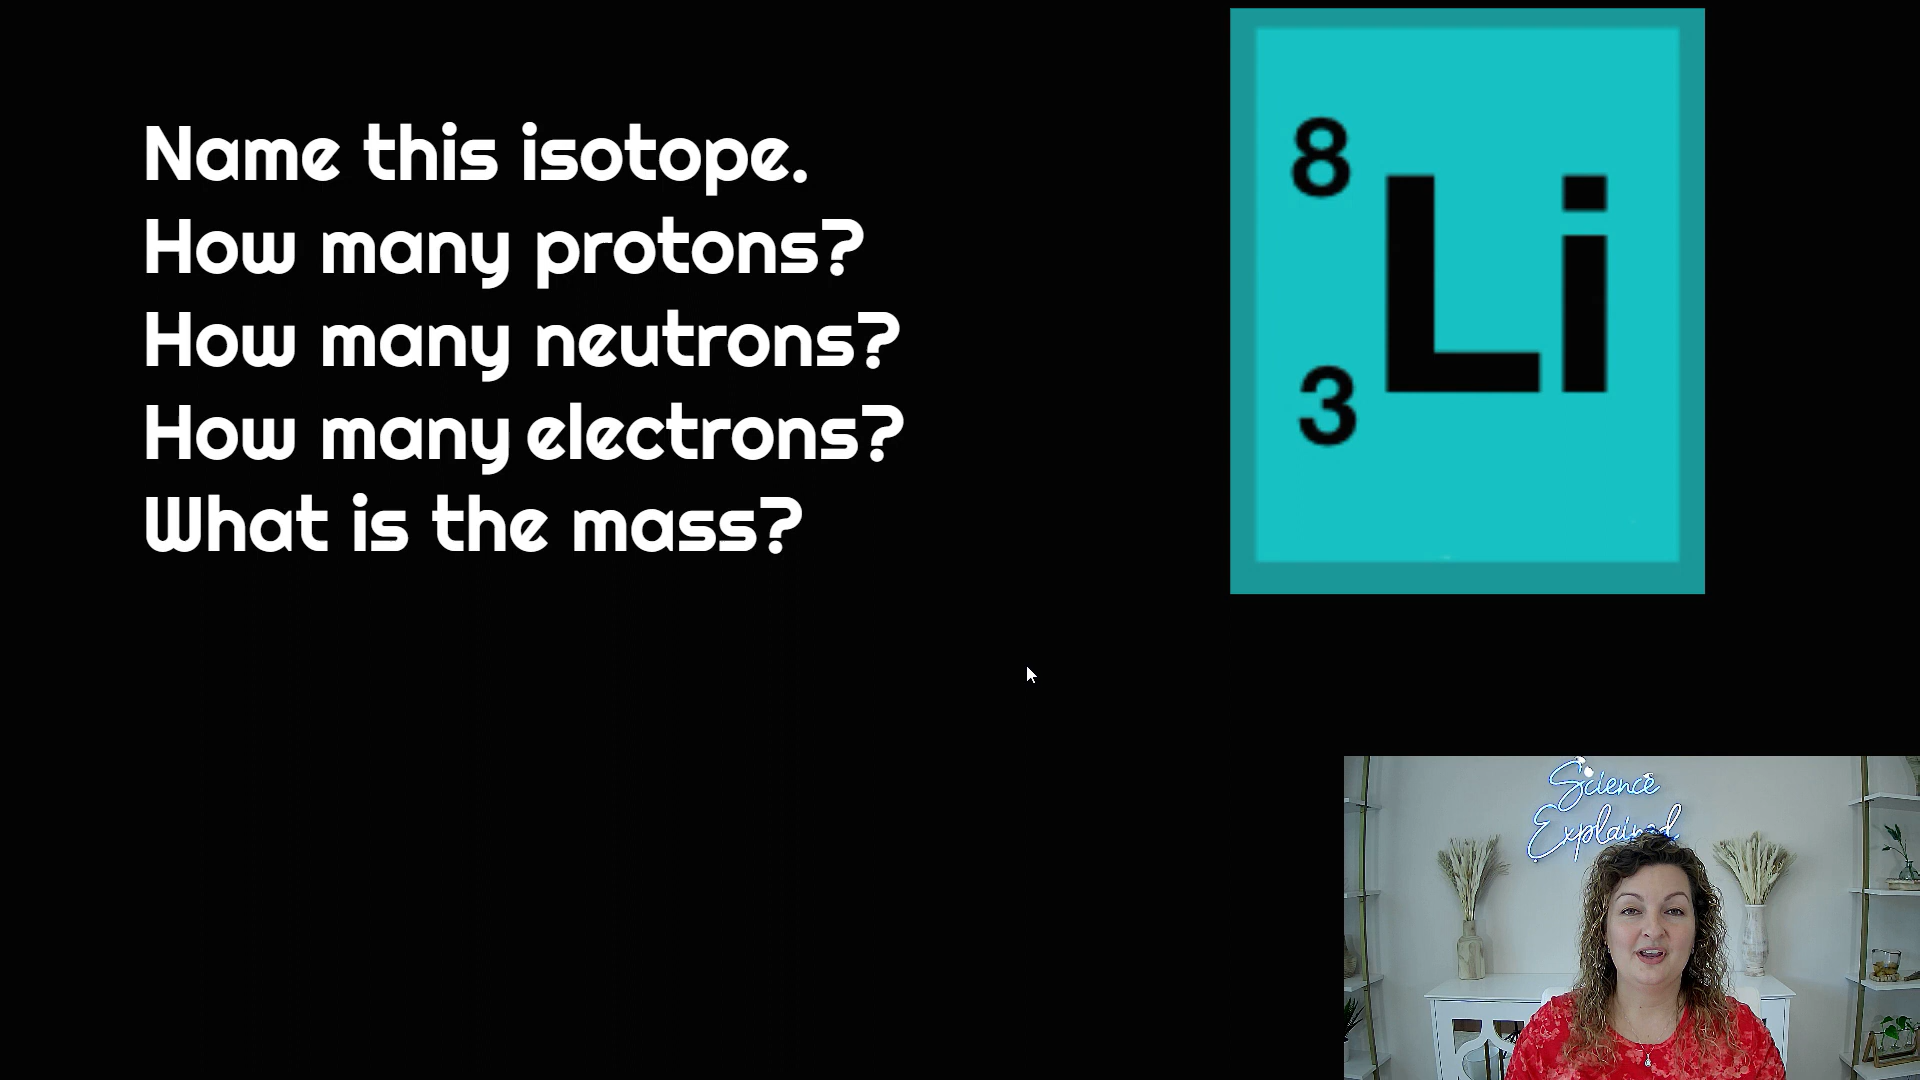 Name this isotope.
How many protons?
How many neutrons?
How many electrons?
What is the mass?
8
Li
3
Science
Explained